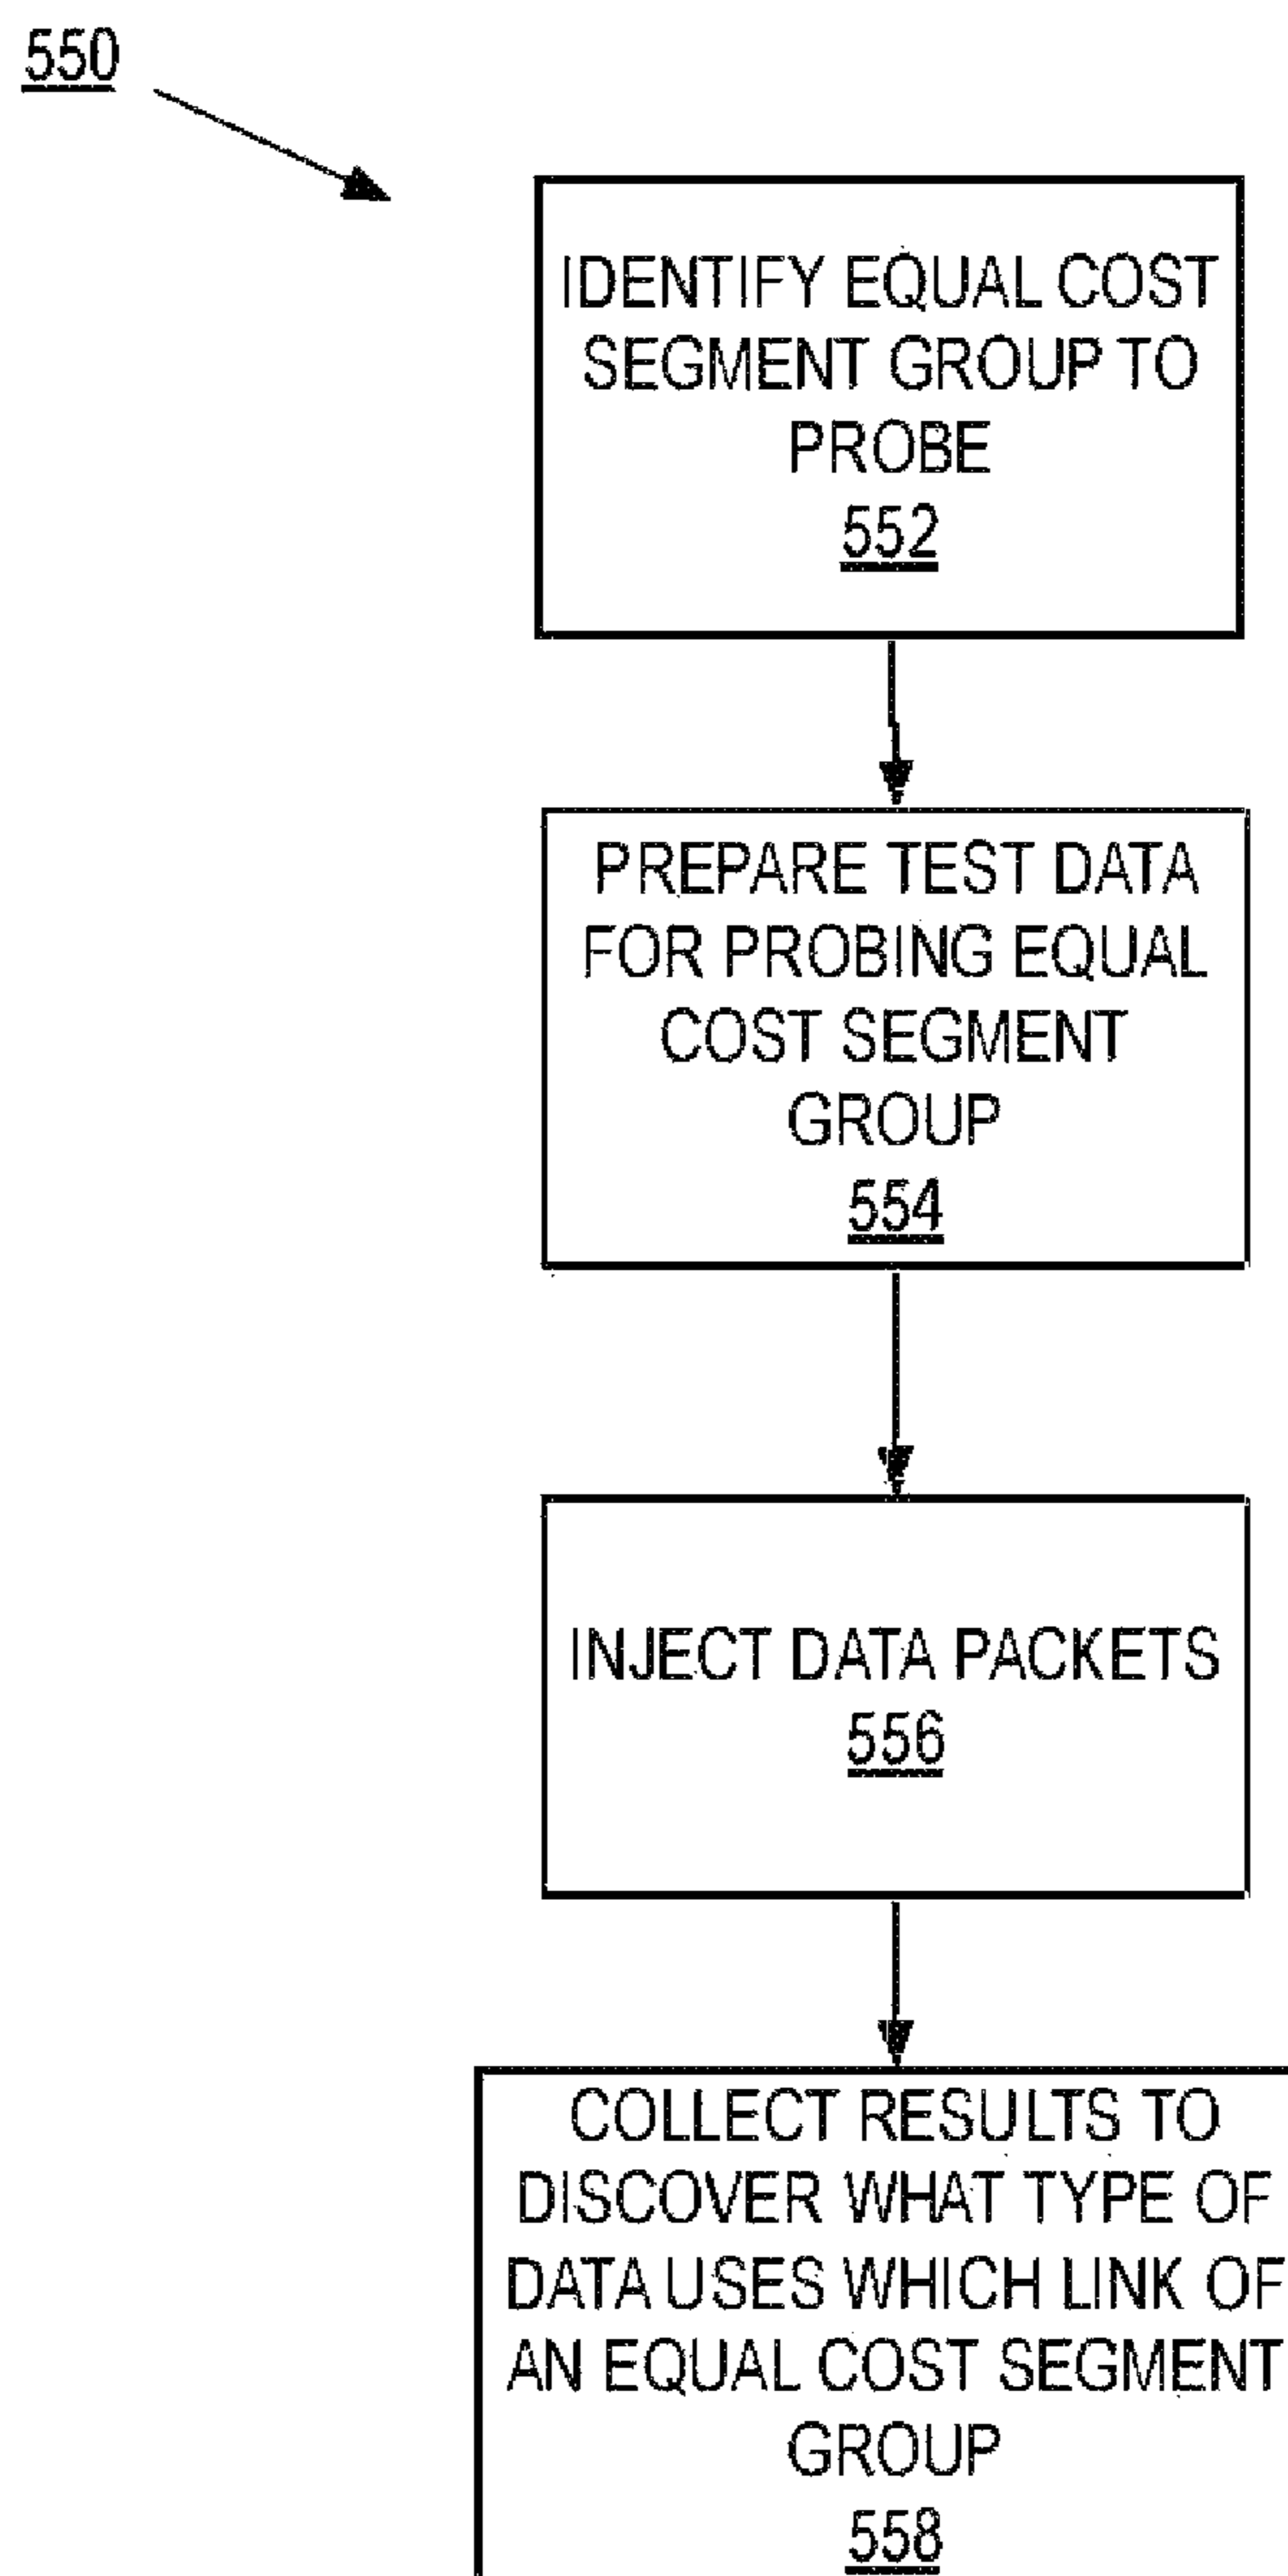 550
IDENTIFY EQUAL COST
SEGMENT GROUP TO
PROBE
552
PREPARE TEST DATA
FOR PROBING EQUAL
COST SEGMENT
GROUP
554
INJECT DATA PACKETS
556
COLLECT RESULTS TO
DISCOVER WHAT TYPE OF
DATA USES WHICH LINK OF
AN EQUAL COST SEGMENT
GROUP
558